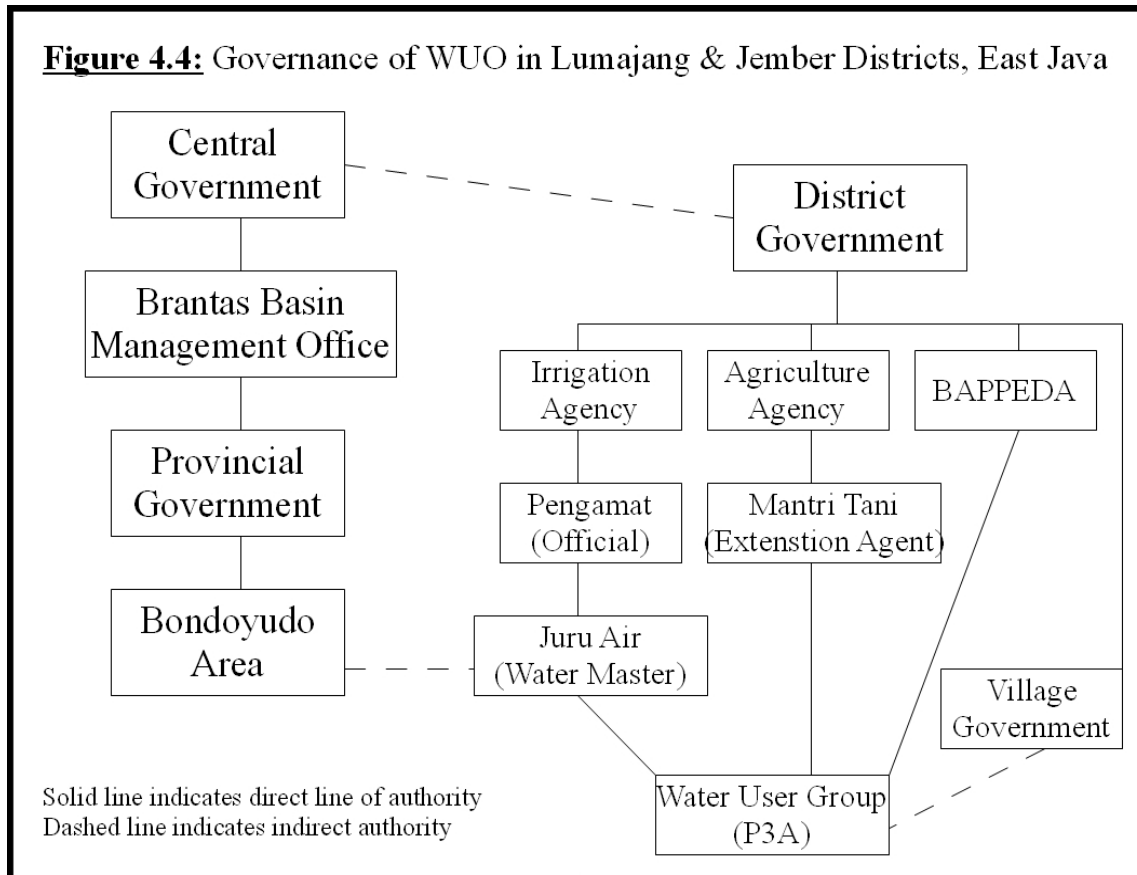 Figure 4.4: Governance of WUO in Lumajang & Jember Districts, East Java
Central
Government
District
Government
Brantas Basin
Management Office
Irrigation
Agency
Agriculture
Agency
BAPPEDA
Provincial
Government
Pengamat
(Official)
Mantri Tani
(Extenstion Agent)
Bondoyudo
Area
Juru Air
(Water Master)
Village
Government
Water User Group
(P3A)
Solid line indicates direct line of authority
Dashed line indicates indirect authority